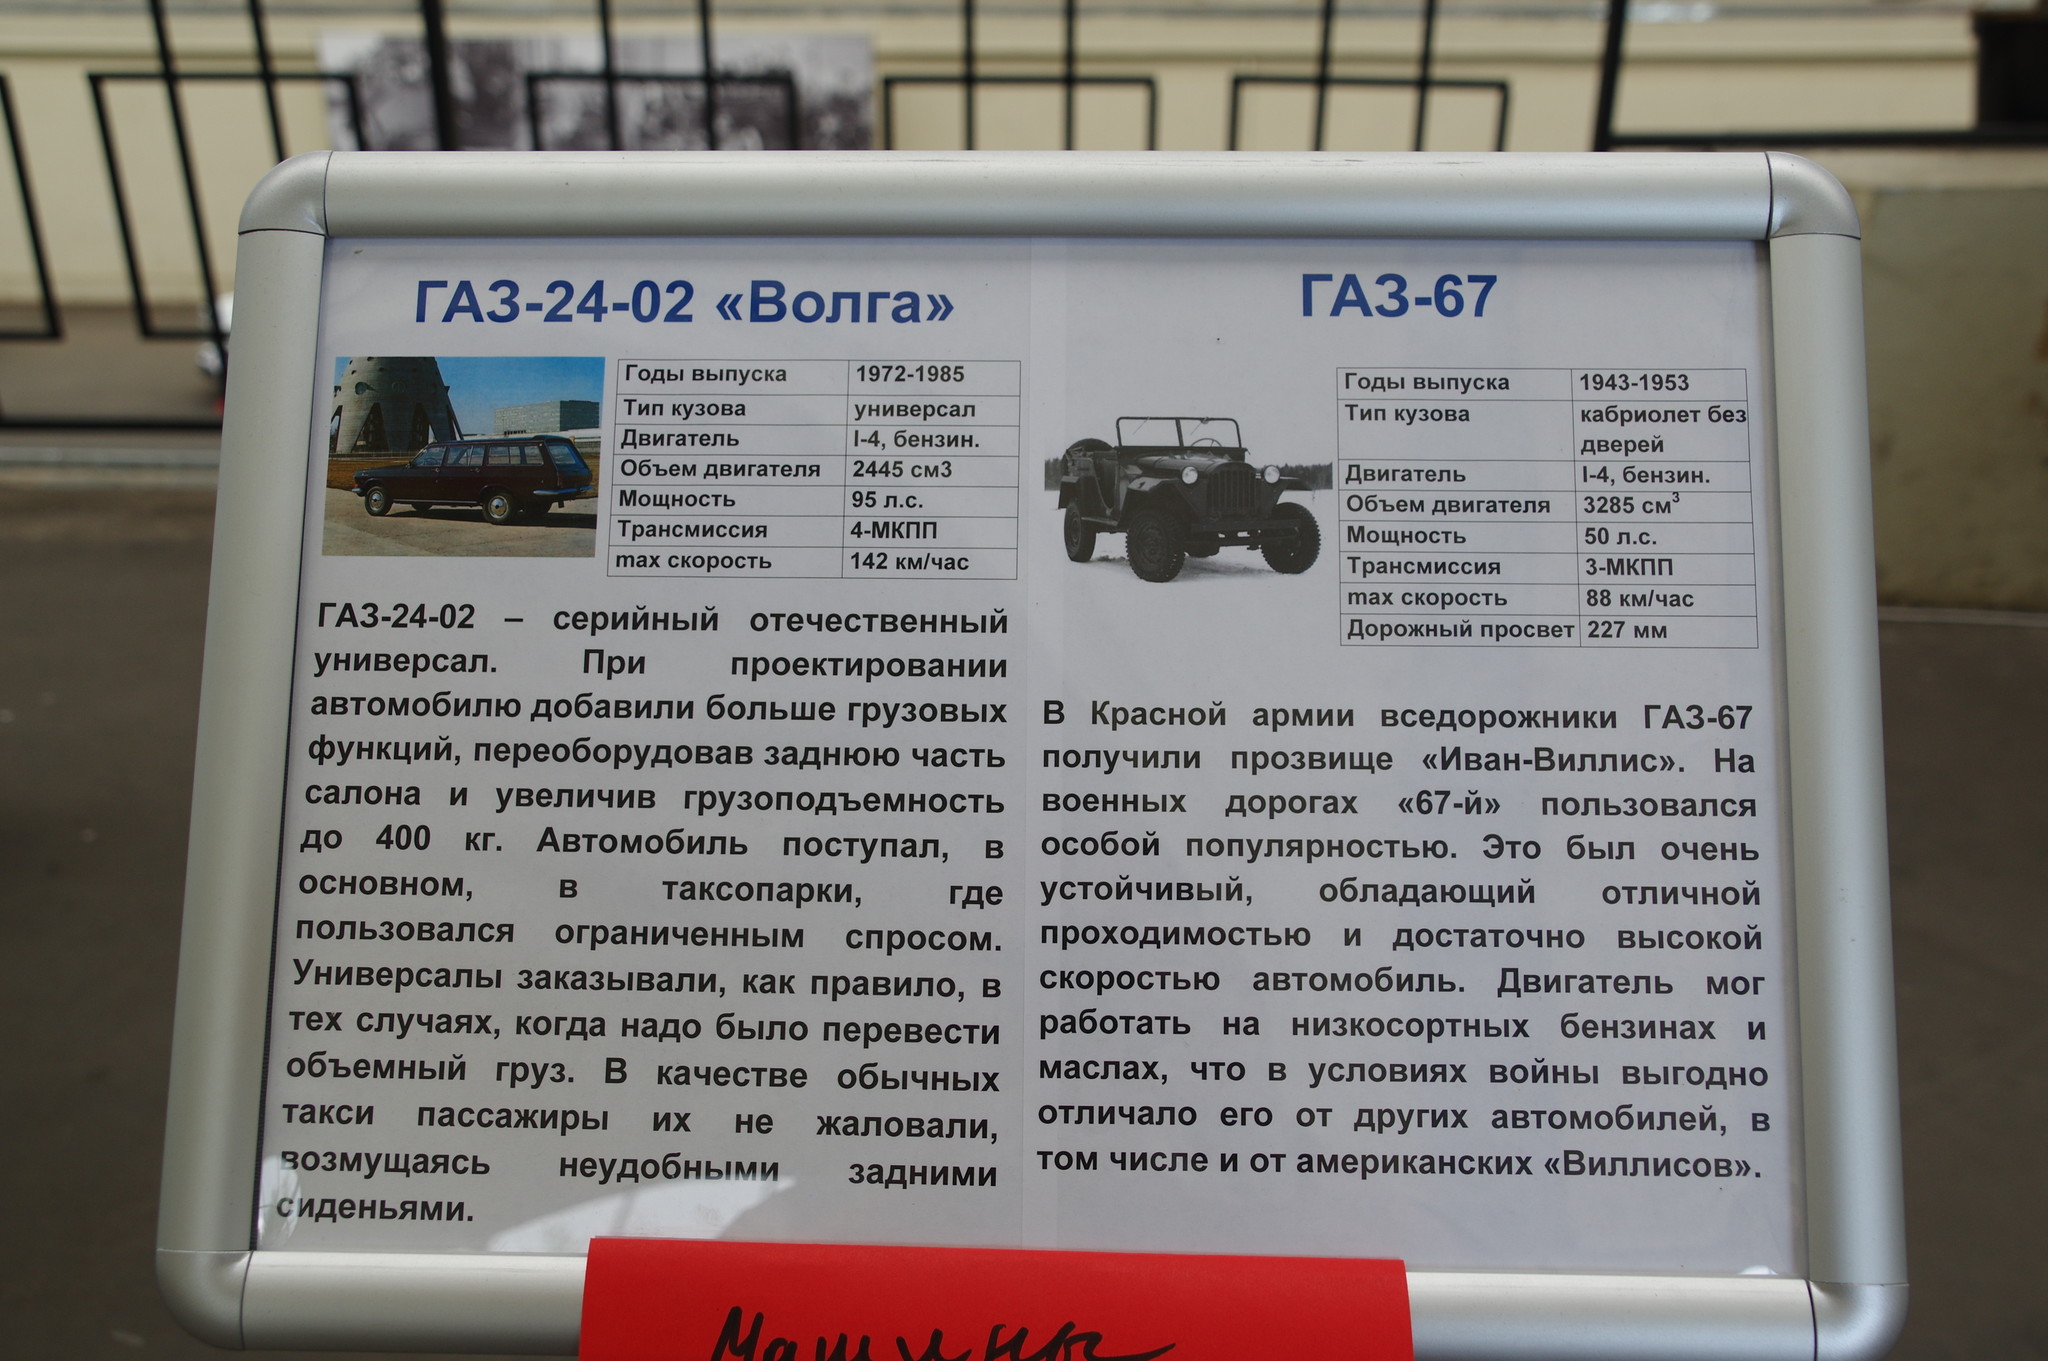 ГАЗ-24-02 «Волга»
Годы выпуска 1972-1985
Тип кузова универсал
Двигатель I-4, бензин.
Объем двигателя 2445 см3
Мощность 95 л.с.
Трансмиссия 4-МКПП
max скорость 142 км/час
ГАЗ-24-02 – серийный отечественный
универсал. При проектировании
автомобилю добавили больше грузовых
функций, переоборудовав заднюю часть
салона и увеличив грузоподъемность
до 400 кг. Автомобиль поступал, в
основном, в таксопарки, где
пользовался ограниченным спросом.
Универсалы заказывали, как правило, в
тех случаях, когда надо было перевести
объемный груз. В качестве обычных
такси пассажиры их не жаловали,
возмущаясь неудобными задними
сиденьями.
ГАЗ-67
Годы выпуска 1943-1953
Тип кузова кабриолет без
дверей
Двигатель I-4, бензин.
Объем двигателя 3285 см³
Мощность 50 л.с.
Трансмиссия 3-МКПП
max скорость 88 км/час
Дорожный просвет 227 мм
В Красной армии вседорожники ГАЗ-67
получили прозвище «Иван-Виллис». На
военных дорогах «67-й» пользовался
особой популярностью. Это был очень
устойчивый, обладающий отличной
проходимостью и достаточно высокой
скоростью автомобиль. Двигатель мог
работать на низкосортных бензинах и
маслах, что в условиях войны выгодно
отличало его от других автомобилей, в
том числе и от американских «Виллисов».
Машины